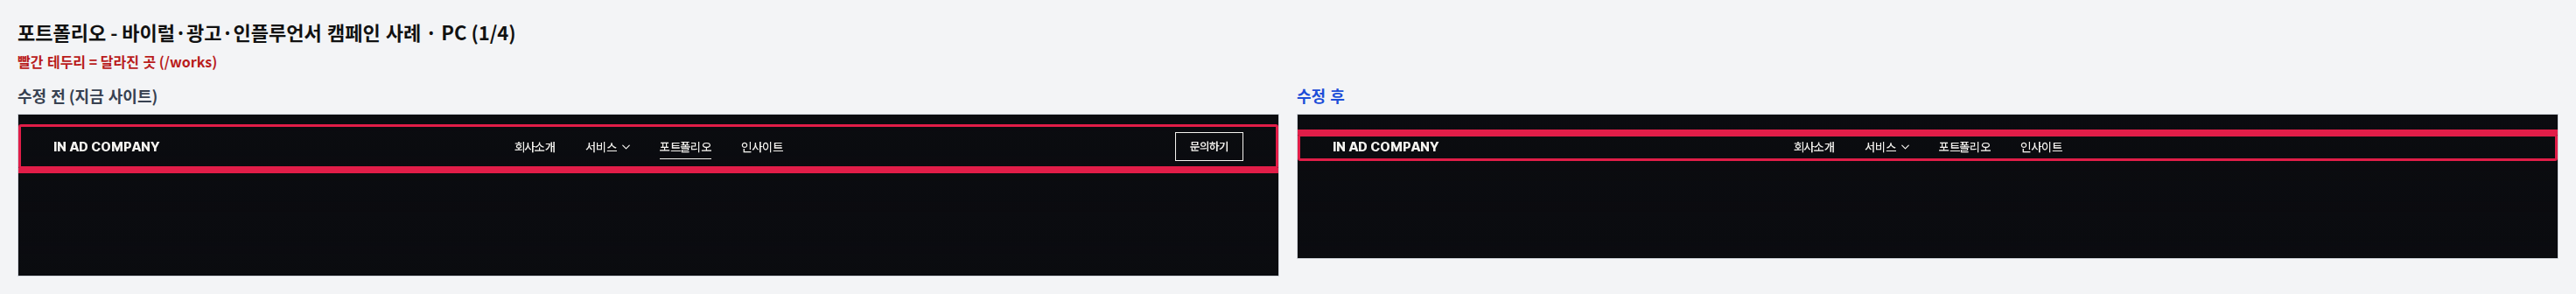 포트폴리오 - 바이럴·광고·인플루언서 캠페인 사례 · PC (1/4)
빨간 테두리 = 달라진 곳 (/works)
수정 전 (지금 사이트)
IN AD COMPANY 회사소개 서비스 포트폴리오 인사이트 문의하기
수정 후
IN AD COMPANY 회사소개 서비스 포트폴리오 인사이트